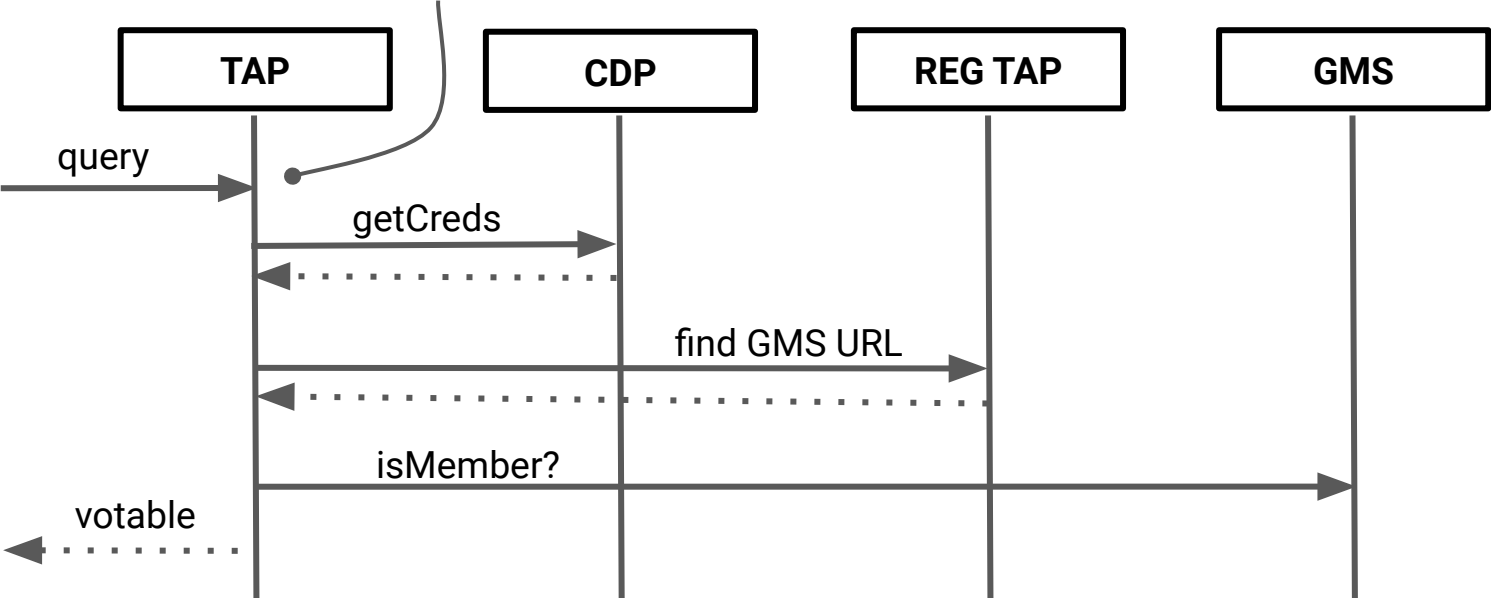 TAP
CDP
REG TAP
GMS
query
getCreds
find GMS URL
isMember?
votable